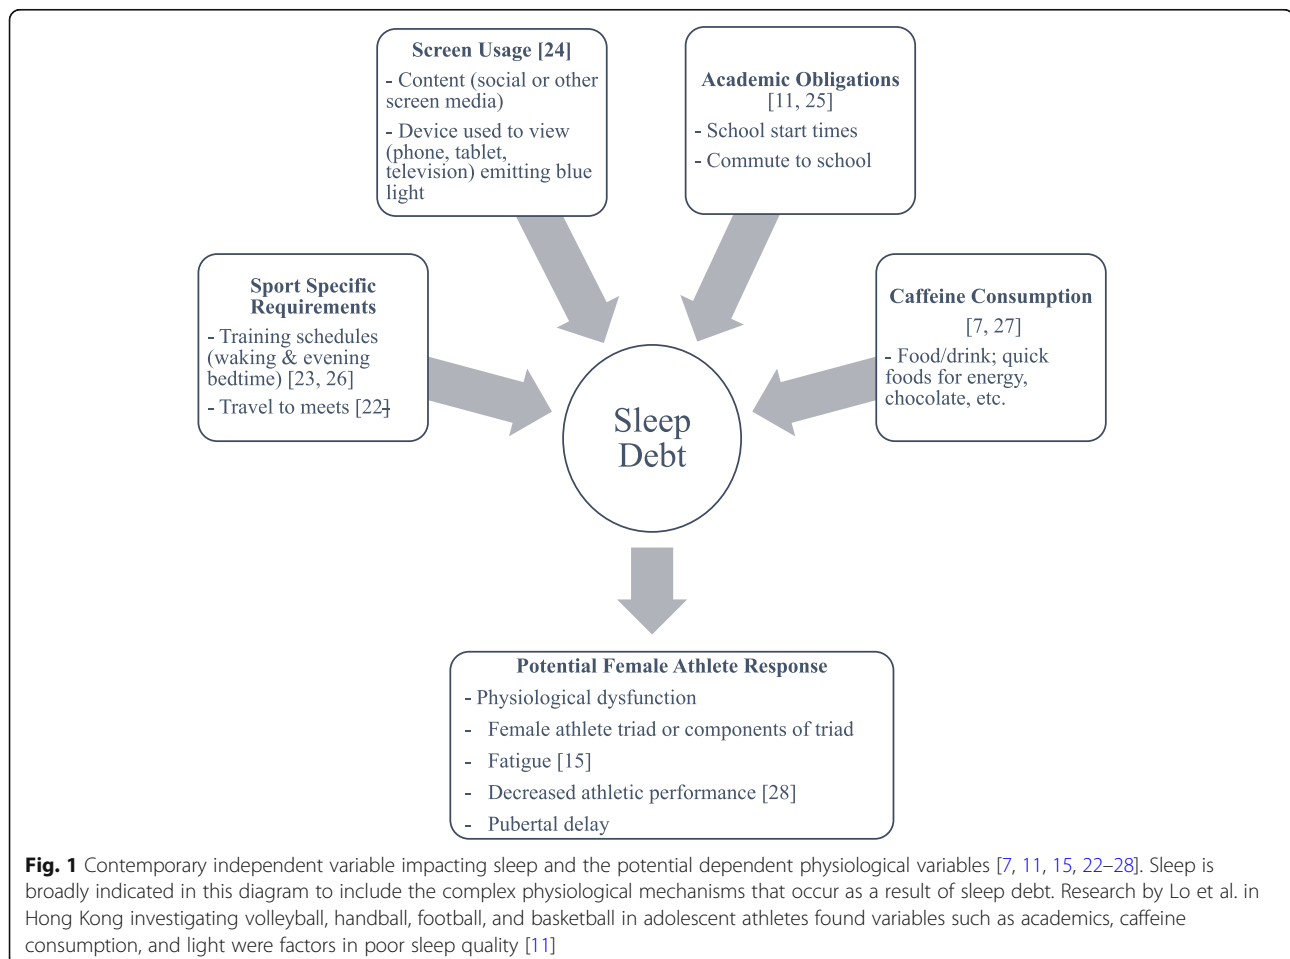 Screen Usage [24]
- Content (social or other
screen media)
- Device used to view
(phone, tablet,
television) emitting blue
light
Academic Obligations
[11, 25]
- School start times
- Commute to school
Sport Specific
Requirements
- Training schedules
(waking & evening
bedtime) [23, 26]
- Travel to meets [22]
-
Caffeine Consumption
[7, 27]
- Food/drink; quick
foods for energy,
chocolate, etc.
Sleep
Debt
Potential Female Athlete Response
- Physiological dysfunction
- Female athlete triad or components of triad
- Fatigue [15]
- Decreased athletic performance [28]
- Pubertal delay
Fig. 1 Contemporary independent variable impacting sleep and the potential dependent physiological variables [7, 11, 15, 22–28]. Sleep is
broadly indicated in this diagram to include the complex physiological mechanisms that occur as a result of sleep debt. Research by Lo et al. in
Hong Kong investigating volleyball, handball, football, and basketball in adolescent athletes found variables such as academics, caffeine
consumption, and light were factors in poor sleep quality [11]